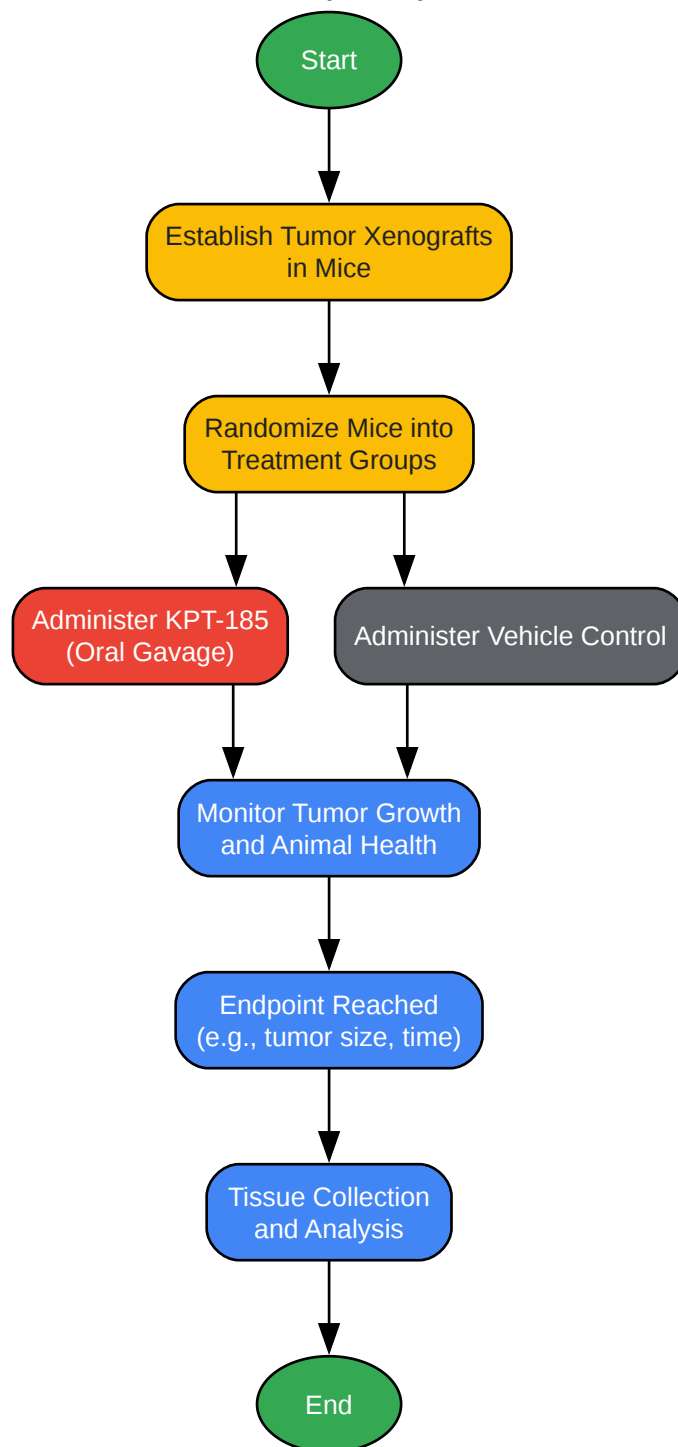 Start
Establish Tumor Xenografts
in Mice
Randomize Mice into
Treatment Groups
Administer KPT-185
(Oral Gavage)
Administer Vehicle Control
Monitor Tumor Growth
and Animal Health
Endpoint Reached
(e.g., tumor size, time)
Tissue Collection
and Analysis
End